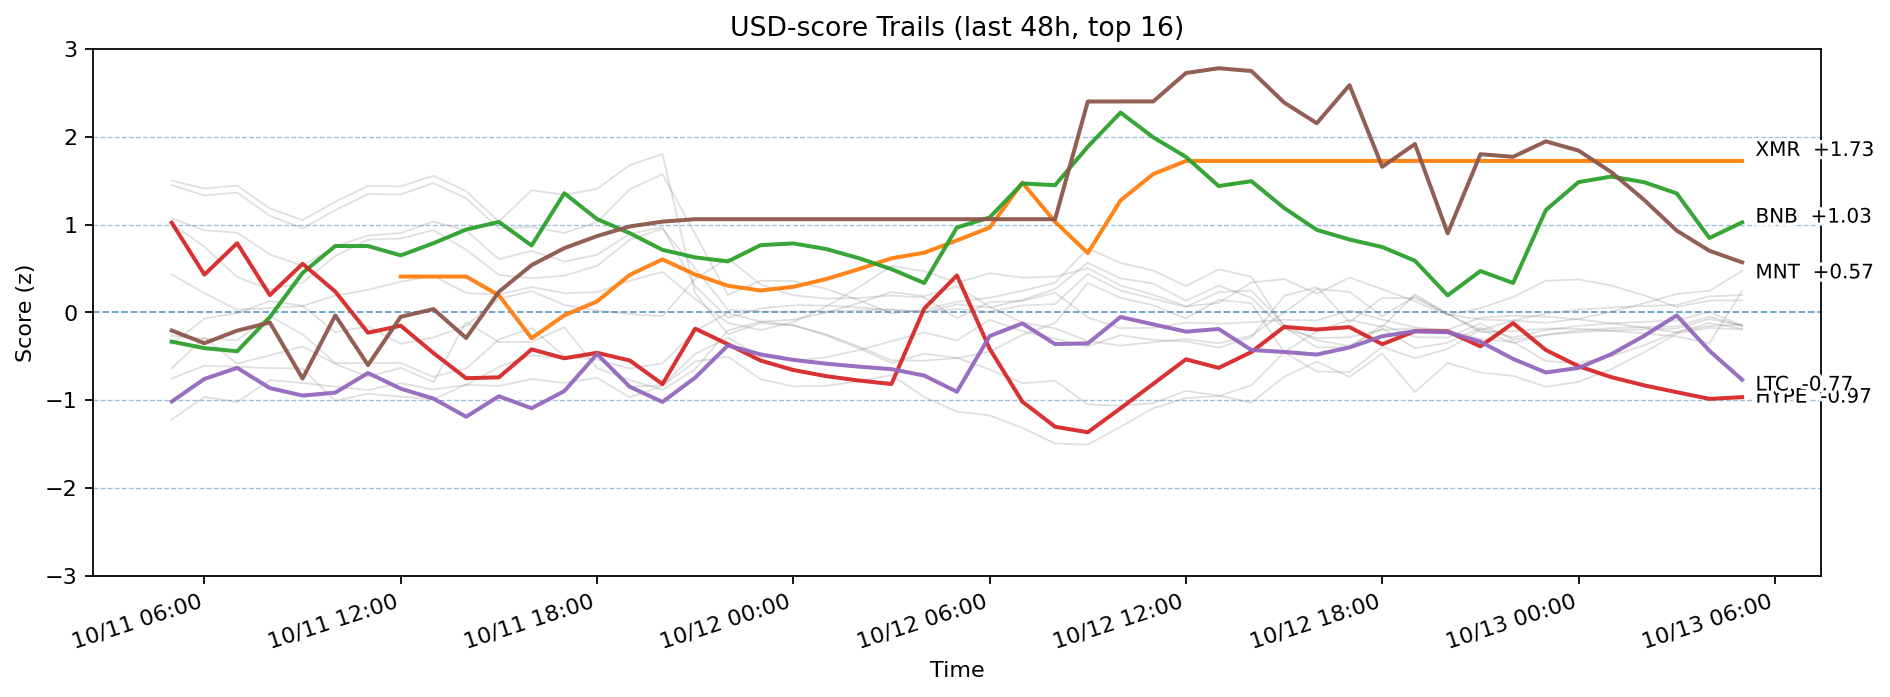 USD-score Trails (last 48h, top 16)
Score (z)
3
2
1
0
−1
−2
−3
XMR +1.73
BNB +1.03
MNT +0.57
LTC -0.77
HYPE -0.97
10/11 06:00
10/11 12:00
10/11 18:00
10/12 00:00
10/12 06:00
10/12 12:00
10/12 18:00
10/13 00:00
10/13 06:00
Time